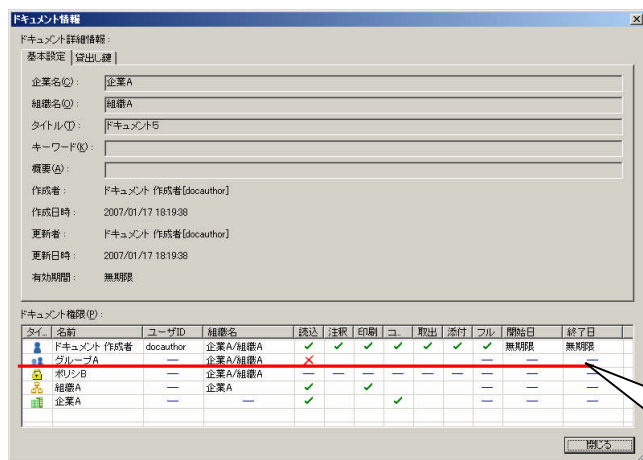 ドキュメント情報
ドキュメント詳細情報：
基本設定 貸出し鍵
企業名(C)： 企業A
組織名(O)： 組織A
タイトル(T)： ドキュメント5
キーワード(K)：
概要(A)：
作成者： ドキュメント 作成者[docauthor]
作成日時： 2007/01/17 18:19:38
更新者： ドキュメント 作成者[docauthor]
更新日時： 2007/01/17 18:19:38
有効期間： 無期限
ドキュメント権限(P)：
タイ... 名前 ユーザID 組織名 読込 注釈 印刷 コ... 取出 添付 フル 開始日 終了日
ドキュメント 作成者 docauthor 企業A/組織A ✓ ✓ ✓ ✓ ✓ ✓ ✓ 無期限 無期限
グループA — 企業A/組織A ✕ — — —
ポリシB — 企業A/組織A — — — — — — — — —
組織A — 企業A ✓ ✓ — — —
企業A — — ✓ ✓ — — —
閉じる